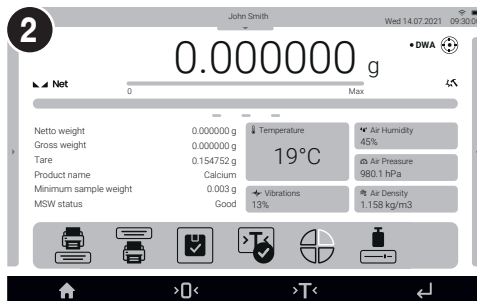 2
John Smith
Wed 14.07.2021 09:30:00
0.000000 g
• DWA
Net
0
Max
Netto weight 0.000000 g
Gross weight 0.000000 g
Tare 0.154752 g
Product name Calcium
Minimum sample weight 0.003 g
MSW status Good
Temperature
19°C
Vibrations
13%
Air Humidity
45%
Air Preasure
980.1 hPa
Air Density
1.158 kg/m3
>T<
>0<
>T<